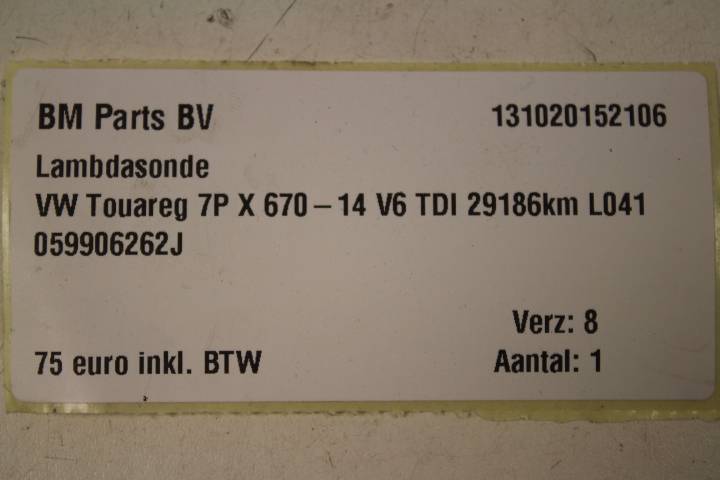 BM Parts BV 131020152106
Lambdasonde
VW Touareg 7P X 670 – 14 V6 TDI 29186km L041
059906262J
Verz: 8
75 euro inkl. BTW Aantal: 1